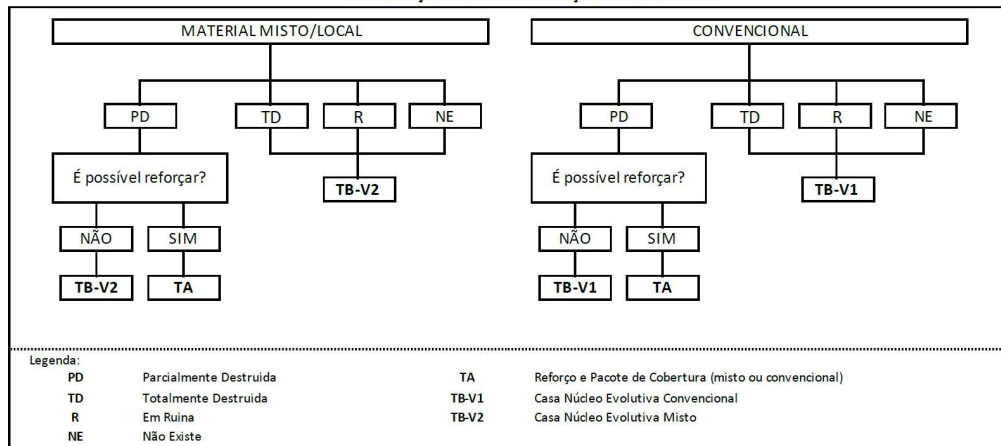 MATERIAL MISTO/LOCAL
PD TD R NE
É possível reforçar?
TB-V2
NÃO SIM
TB-V2 TA
CONVENCIONAL
PD TD R NE
É possível reforçar?
TB-V1
NÃO SIM
TB-V1 TA
Legenda:
PD Parcialmente Destruida
TD Totalmente Destruida
R Em Ruina
NE Não Existe
TA Reforço e Pacote de Cobertura (misto ou convencional)
TB-V1 Casa Núcleo Evolutiva Convencional
TB-V2 Casa Núcleo Evolutiva Misto